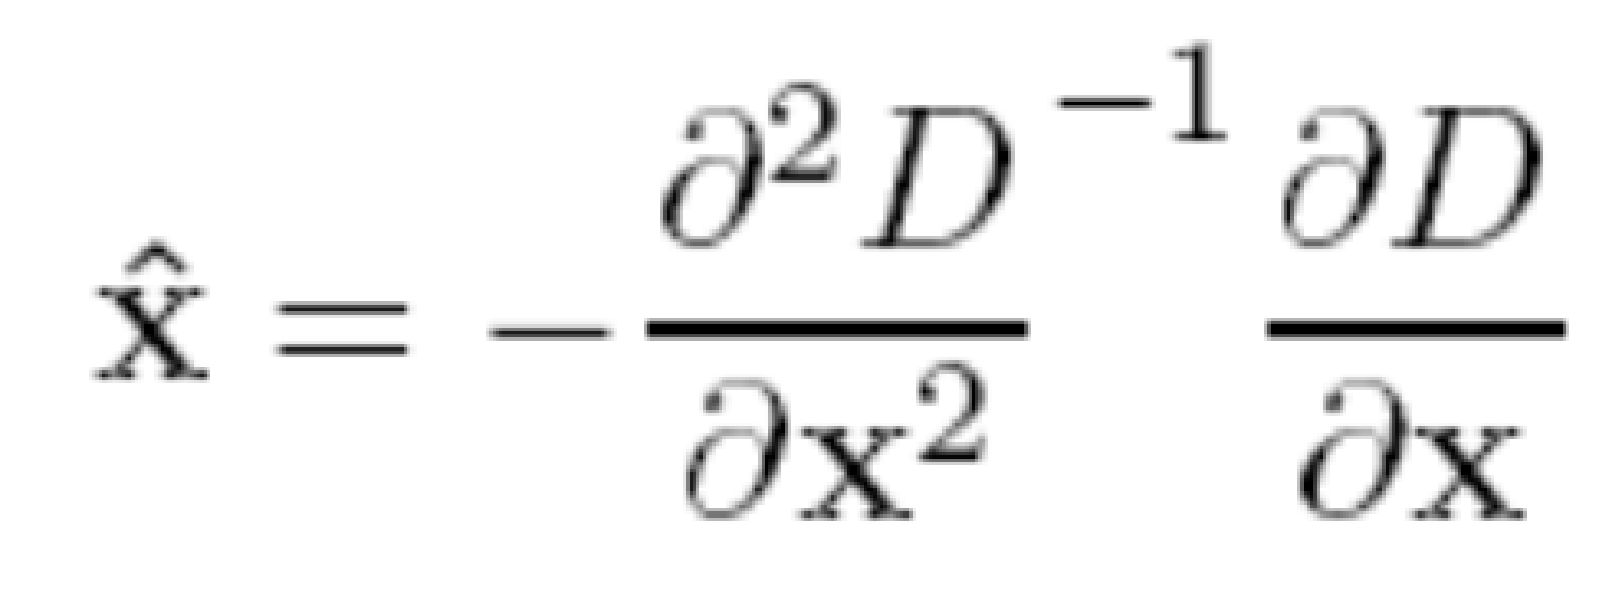 x̂ = −∂²D⁻¹/∂x² ∂D/∂x